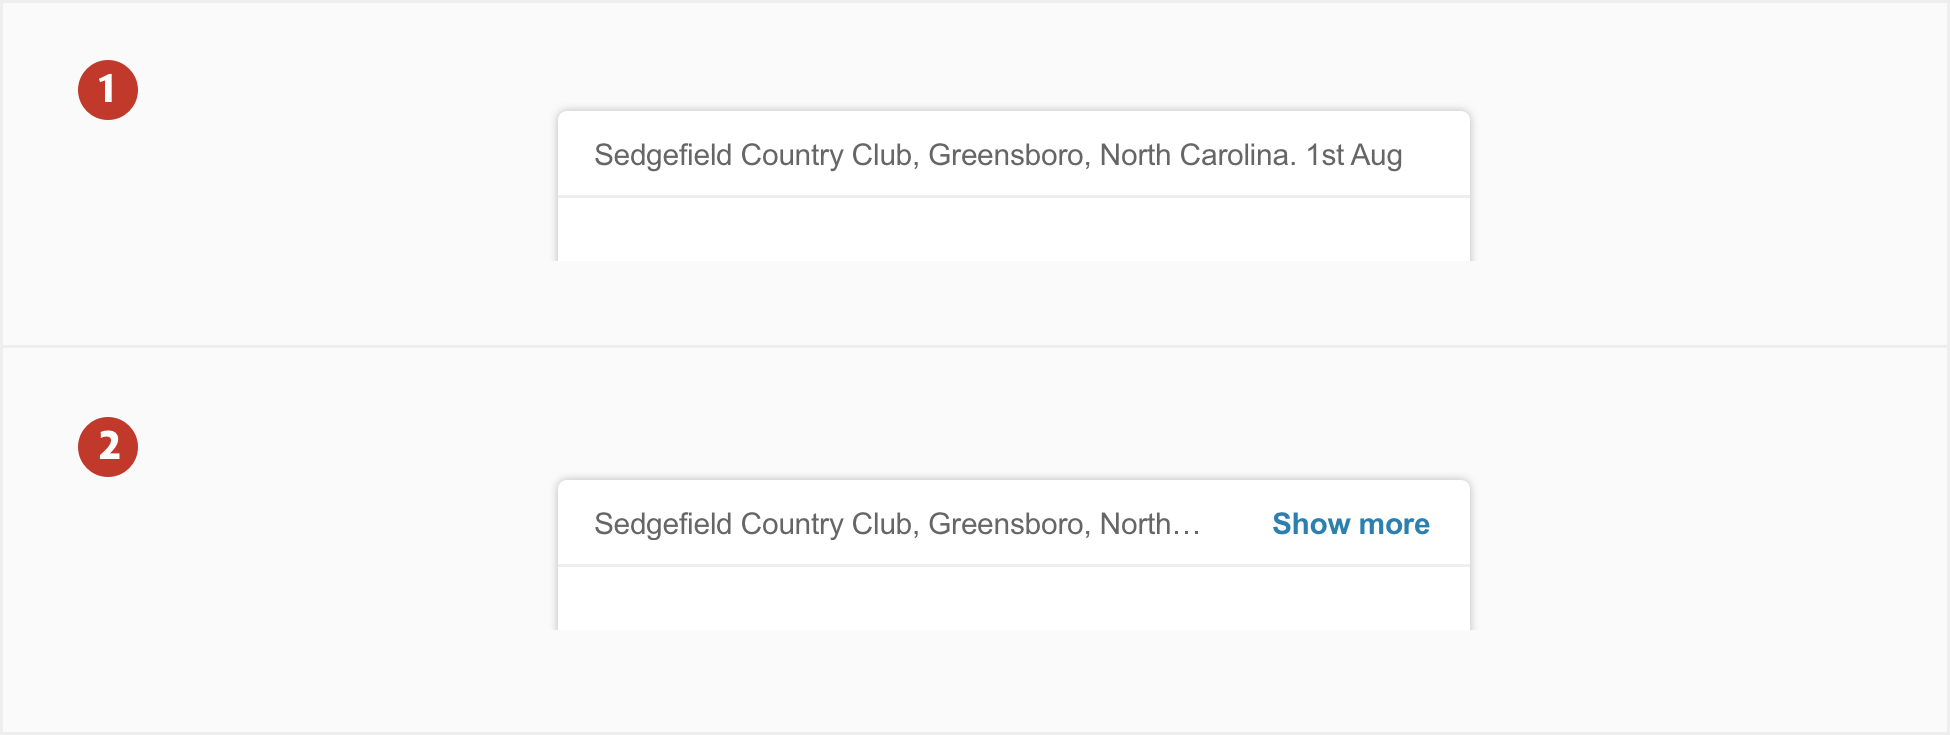 1
Sedgefield Country Club, Greensboro, North Carolina. 1st Aug
2
Sedgefield Country Club, Greensboro, North… Show more